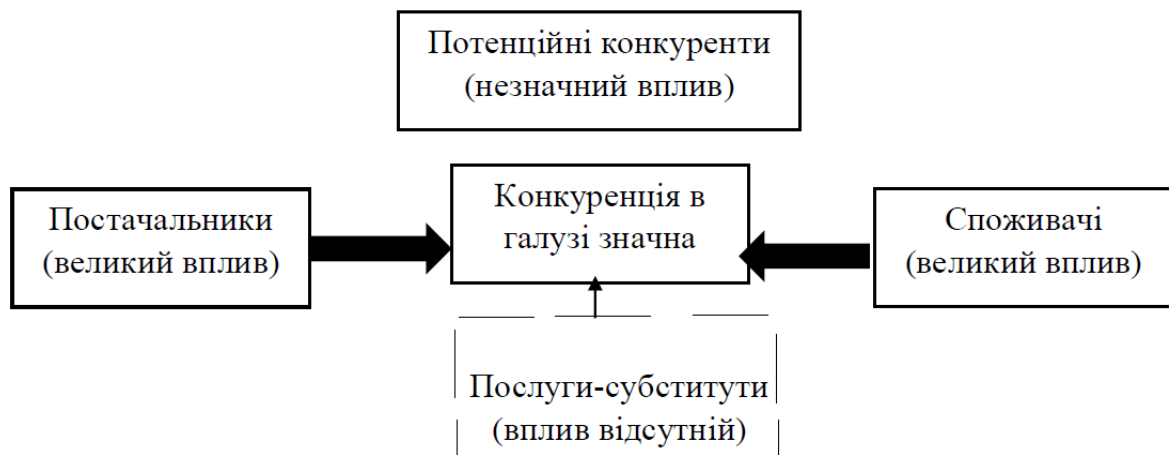 Потенційні конкуренти
(незначний вплив)
Постачальники
(великий вплив)
Конкуренція в
галузі значна
Споживачі
(великий вплив)
Послуги-субститути
(вплив відсутній)